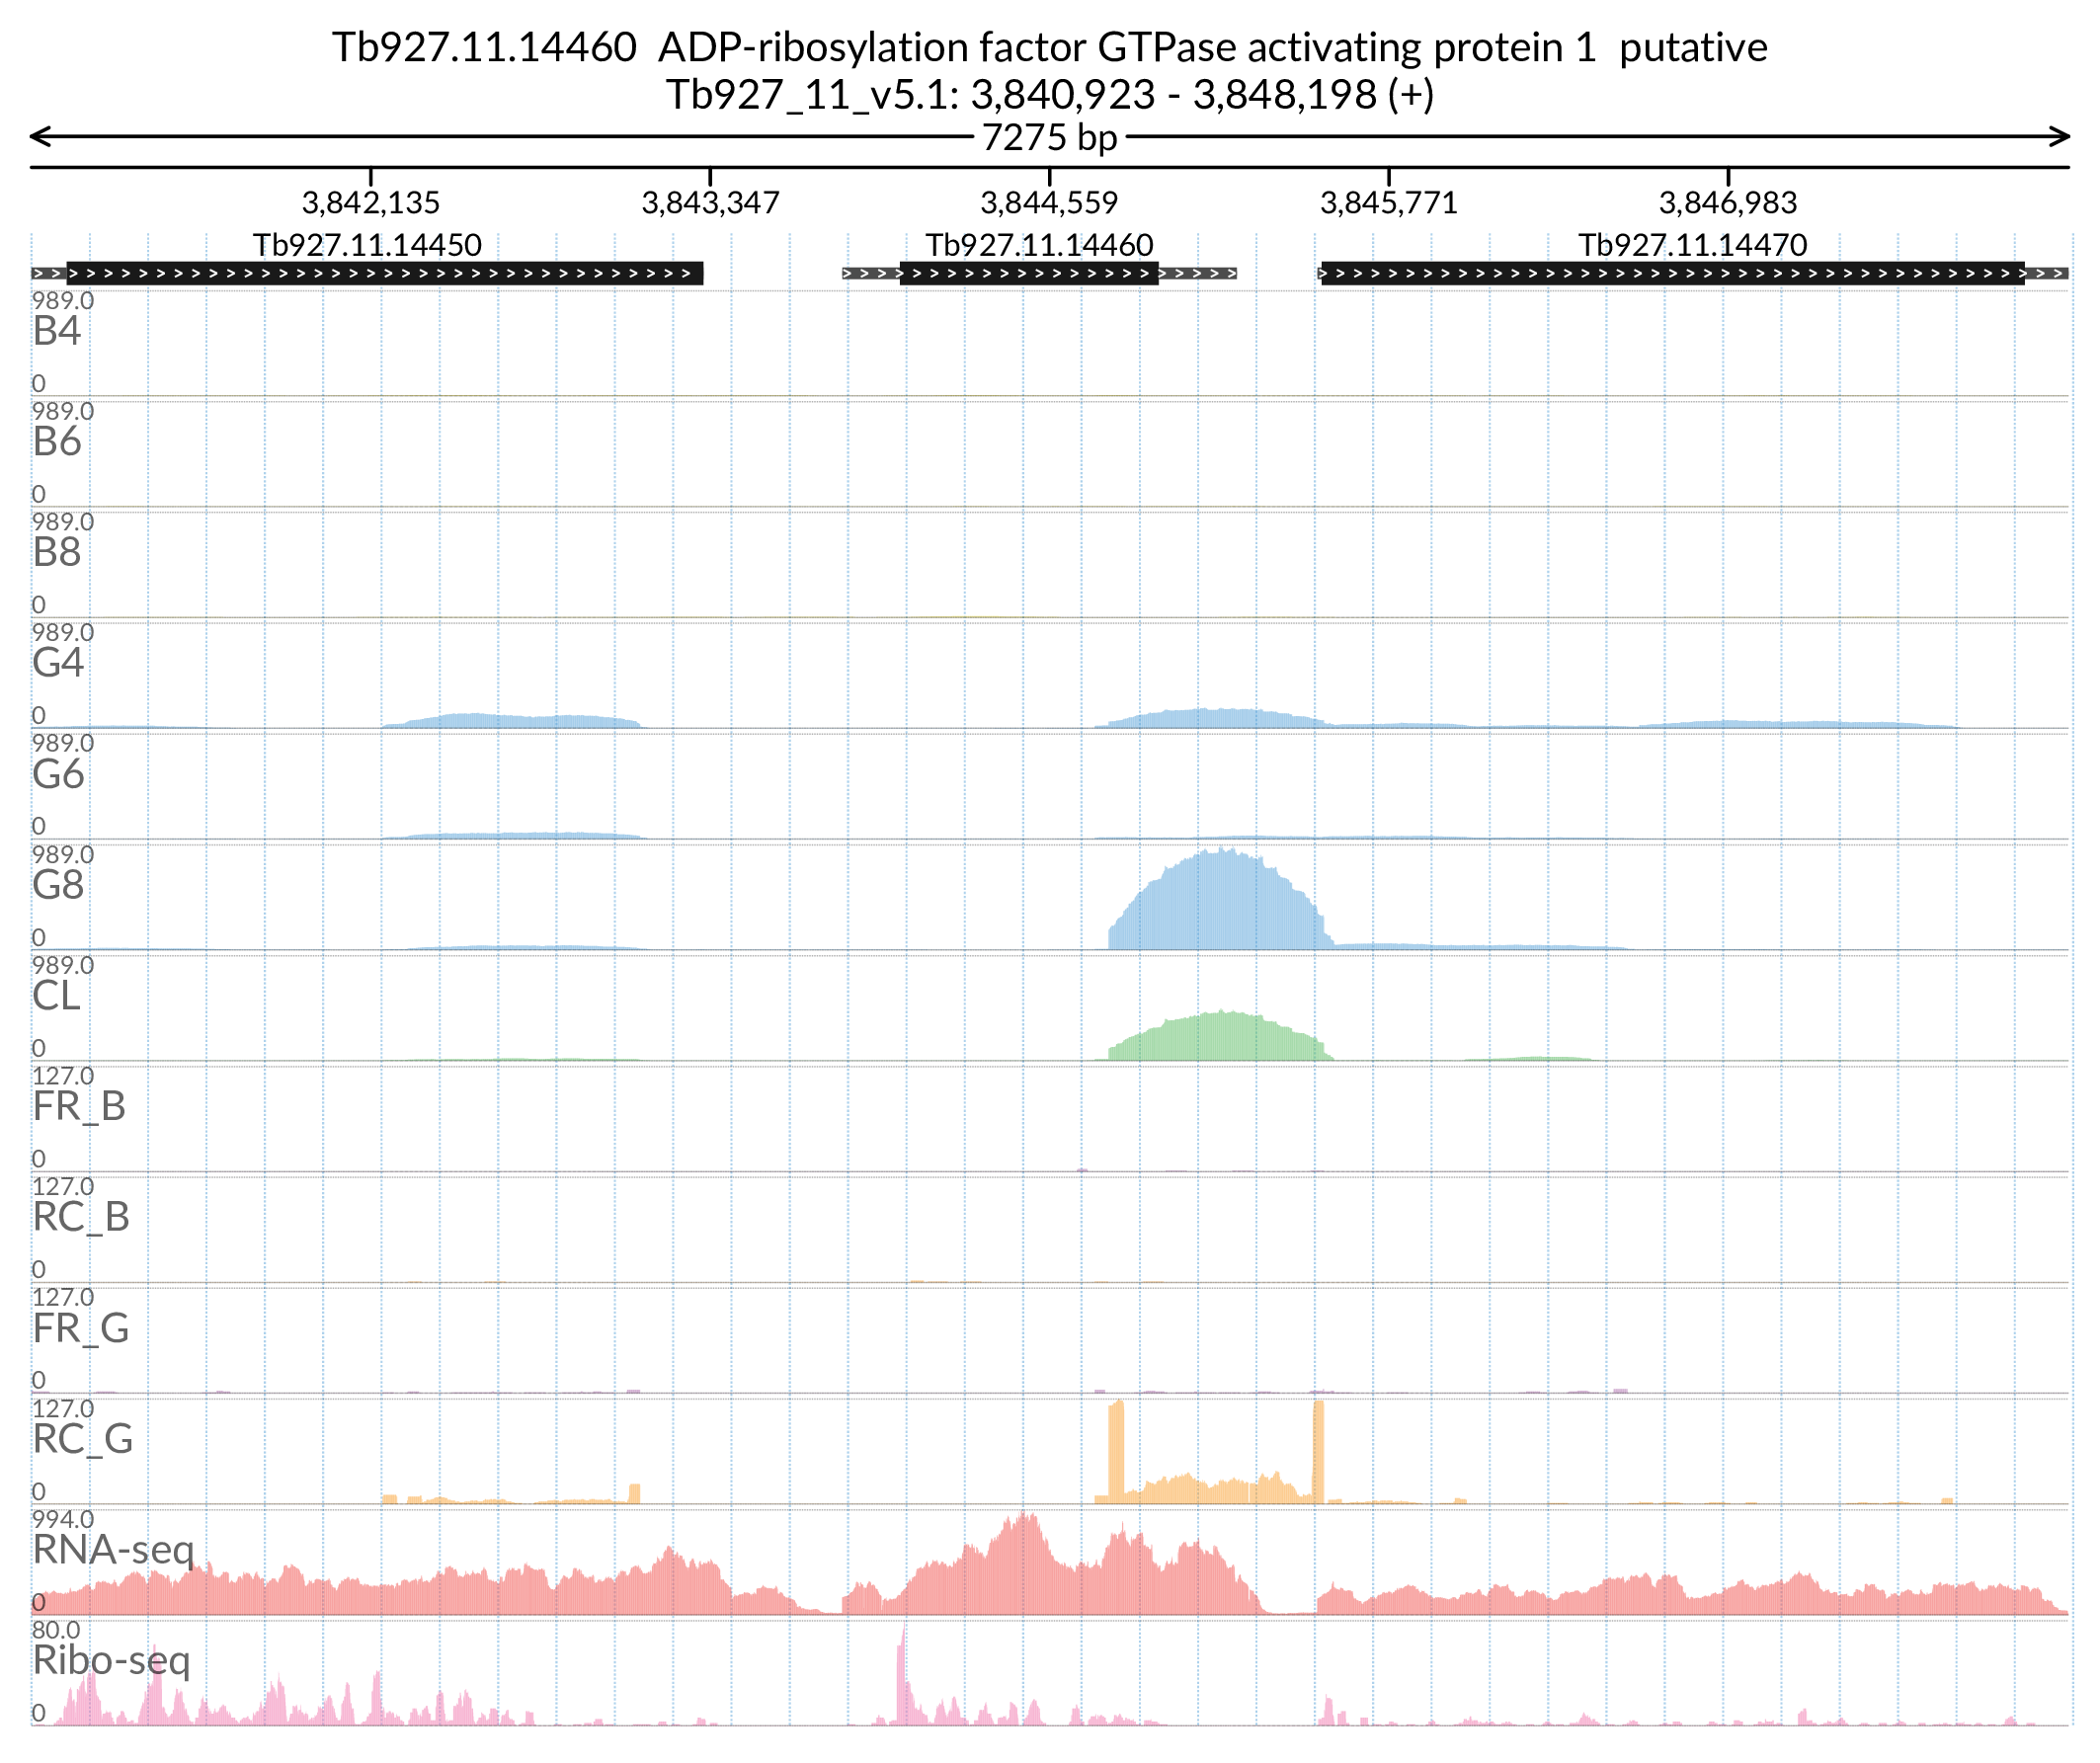 Tb927.11.14460  ADP-ribosylation factor GTPase activating protein 1  putative
Tb927_11_v5.1: 3,840,923 - 3,848,198 (+)
7275 bp
3,842,135 3,843,347 3,844,559 3,845,771 3,846,983
Tb927.11.14450 Tb927.11.14460 Tb927.11.14470
989.0
B4
0
989.0
B6
0
989.0
B8
0
989.0
G4
0
989.0
G6
0
989.0
G8
0
989.0
CL
0
127.0
FR_B
0
127.0
RC_B
0
127.0
FR_G
0
127.0
RC_G
0
994.0
RNA-seq
0
80.0
Ribo-seq
0